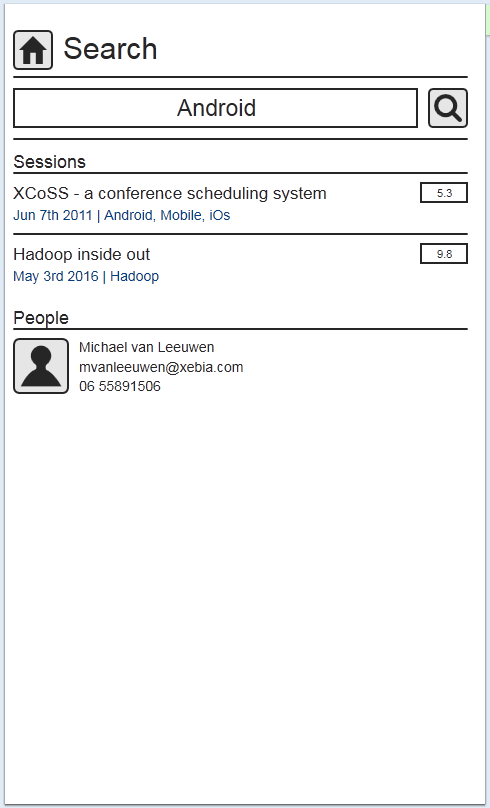 Search
Android
Sessions
XCoSS - a conference scheduling system
5.3
Jun 7th 2011 | Android, Mobile, iOs
Hadoop inside out
9.8
May 3rd 2016 | Hadoop
People
Michael van Leeuwen
mvanleeuwen@xebia.com
06 55891506